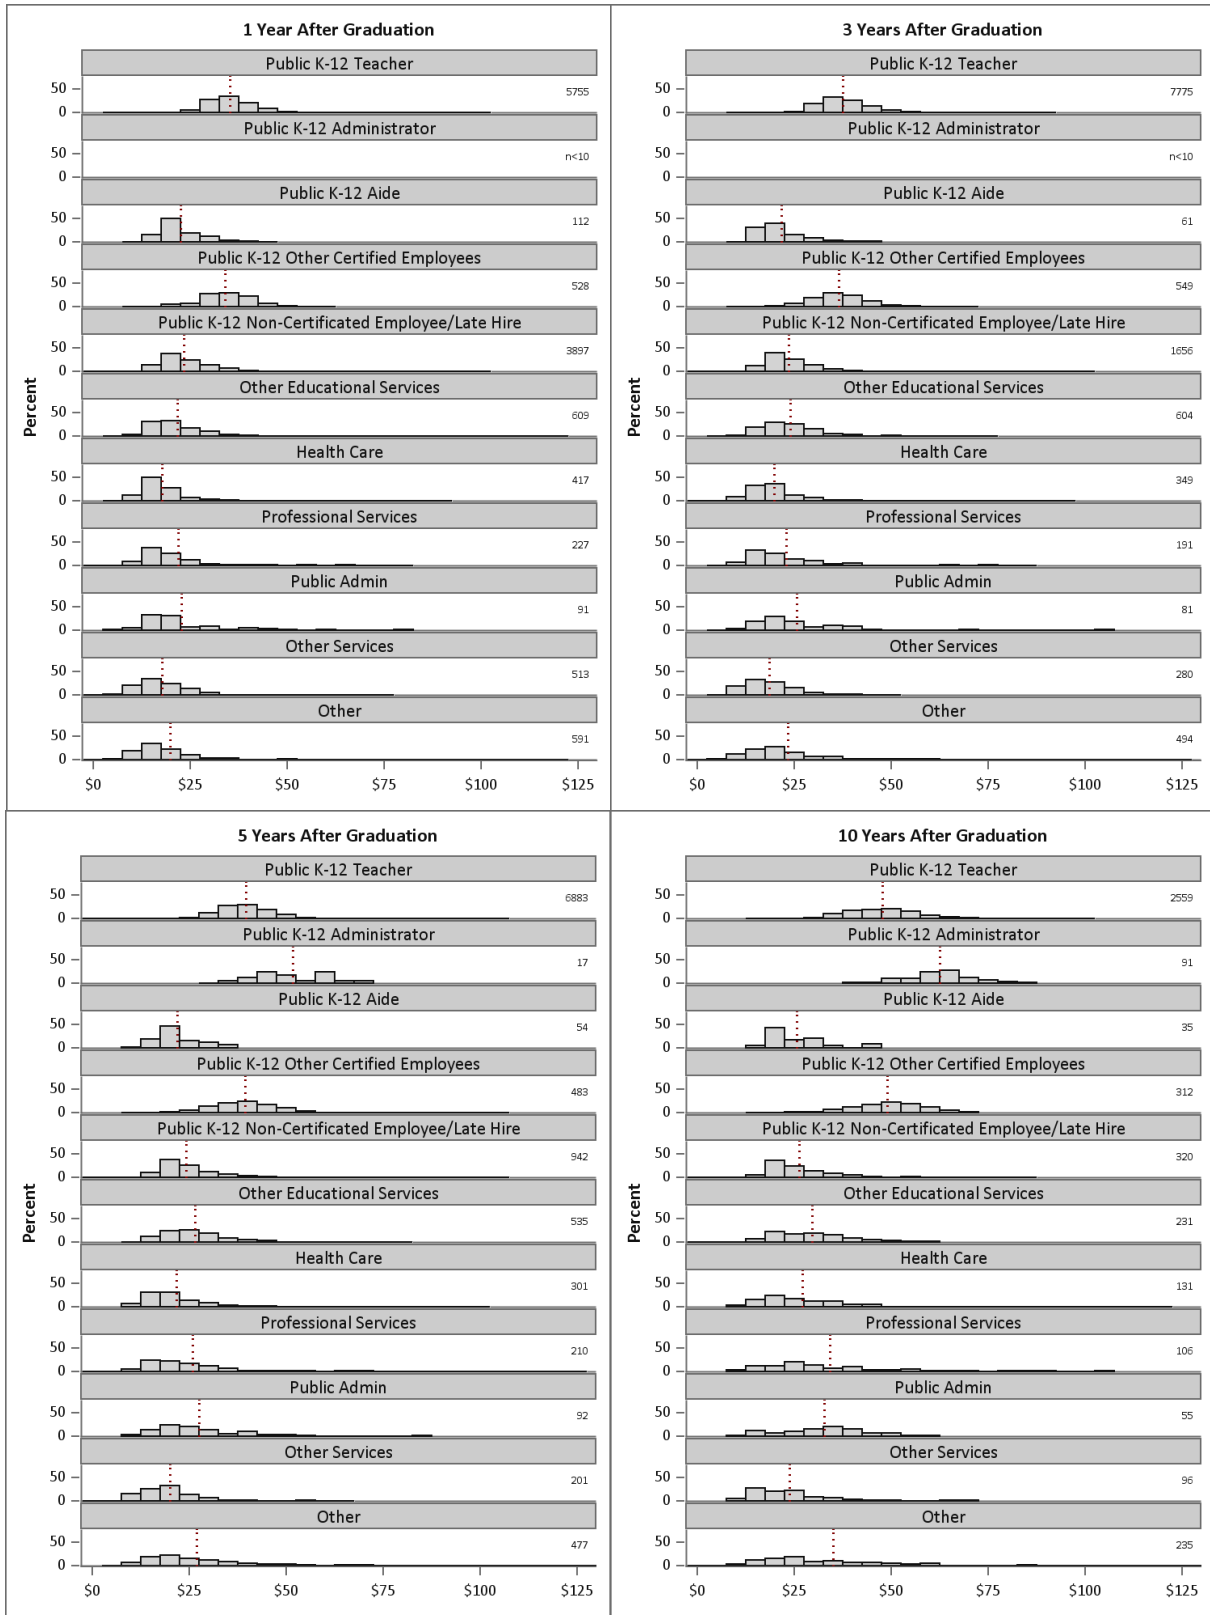 1 Year After Graduation
Public K-12 Teacher
50
0
5755
Public K-12 Administrator
50
0
n<10
Public K-12 Aide
50
0
112
Public K-12 Other Certified Employees
50
0
528
Public K-12 Non-Certificated Employee/Late Hire
50
0
3897
Other Educational Services
50
0
609
Health Care
50
0
417
Professional Services
50
0
227
Public Admin
50
0
91
Other Services
50
0
513
Other
50
0
591
Percent
$0 $25 $50 $75 $100 $125
3 Years After Graduation
Public K-12 Teacher
50
0
7775
Public K-12 Administrator
50
0
n<10
Public K-12 Aide
50
0
61
Public K-12 Other Certified Employees
50
0
549
Public K-12 Non-Certificated Employee/Late Hire
50
0
1656
Other Educational Services
50
0
604
Health Care
50
0
349
Professional Services
50
0
191
Public Admin
50
0
81
Other Services
50
0
280
Other
50
0
494
Percent
$0 $25 $50 $75 $100 $125
5 Years After Graduation
Public K-12 Teacher
50
0
6883
Public K-12 Administrator
50
0
17
Public K-12 Aide
50
0
54
Public K-12 Other Certified Employees
50
0
483
Public K-12 Non-Certificated Employee/Late Hire
50
0
942
Other Educational Services
50
0
535
Health Care
50
0
301
Professional Services
50
0
210
Public Admin
50
0
92
Other Services
50
0
201
Other
50
0
477
Percent
$0 $25 $50 $75 $100 $125
10 Years After Graduation
Public K-12 Teacher
50
0
2559
Public K-12 Administrator
50
0
91
Public K-12 Aide
50
0
35
Public K-12 Other Certified Employees
50
0
312
Public K-12 Non-Certificated Employee/Late Hire
50
0
320
Other Educational Services
50
0
231
Health Care
50
0
131
Professional Services
50
0
106
Public Admin
50
0
55
Other Services
50
0
96
Other
50
0
235
Percent
$0 $25 $50 $75 $100 $125